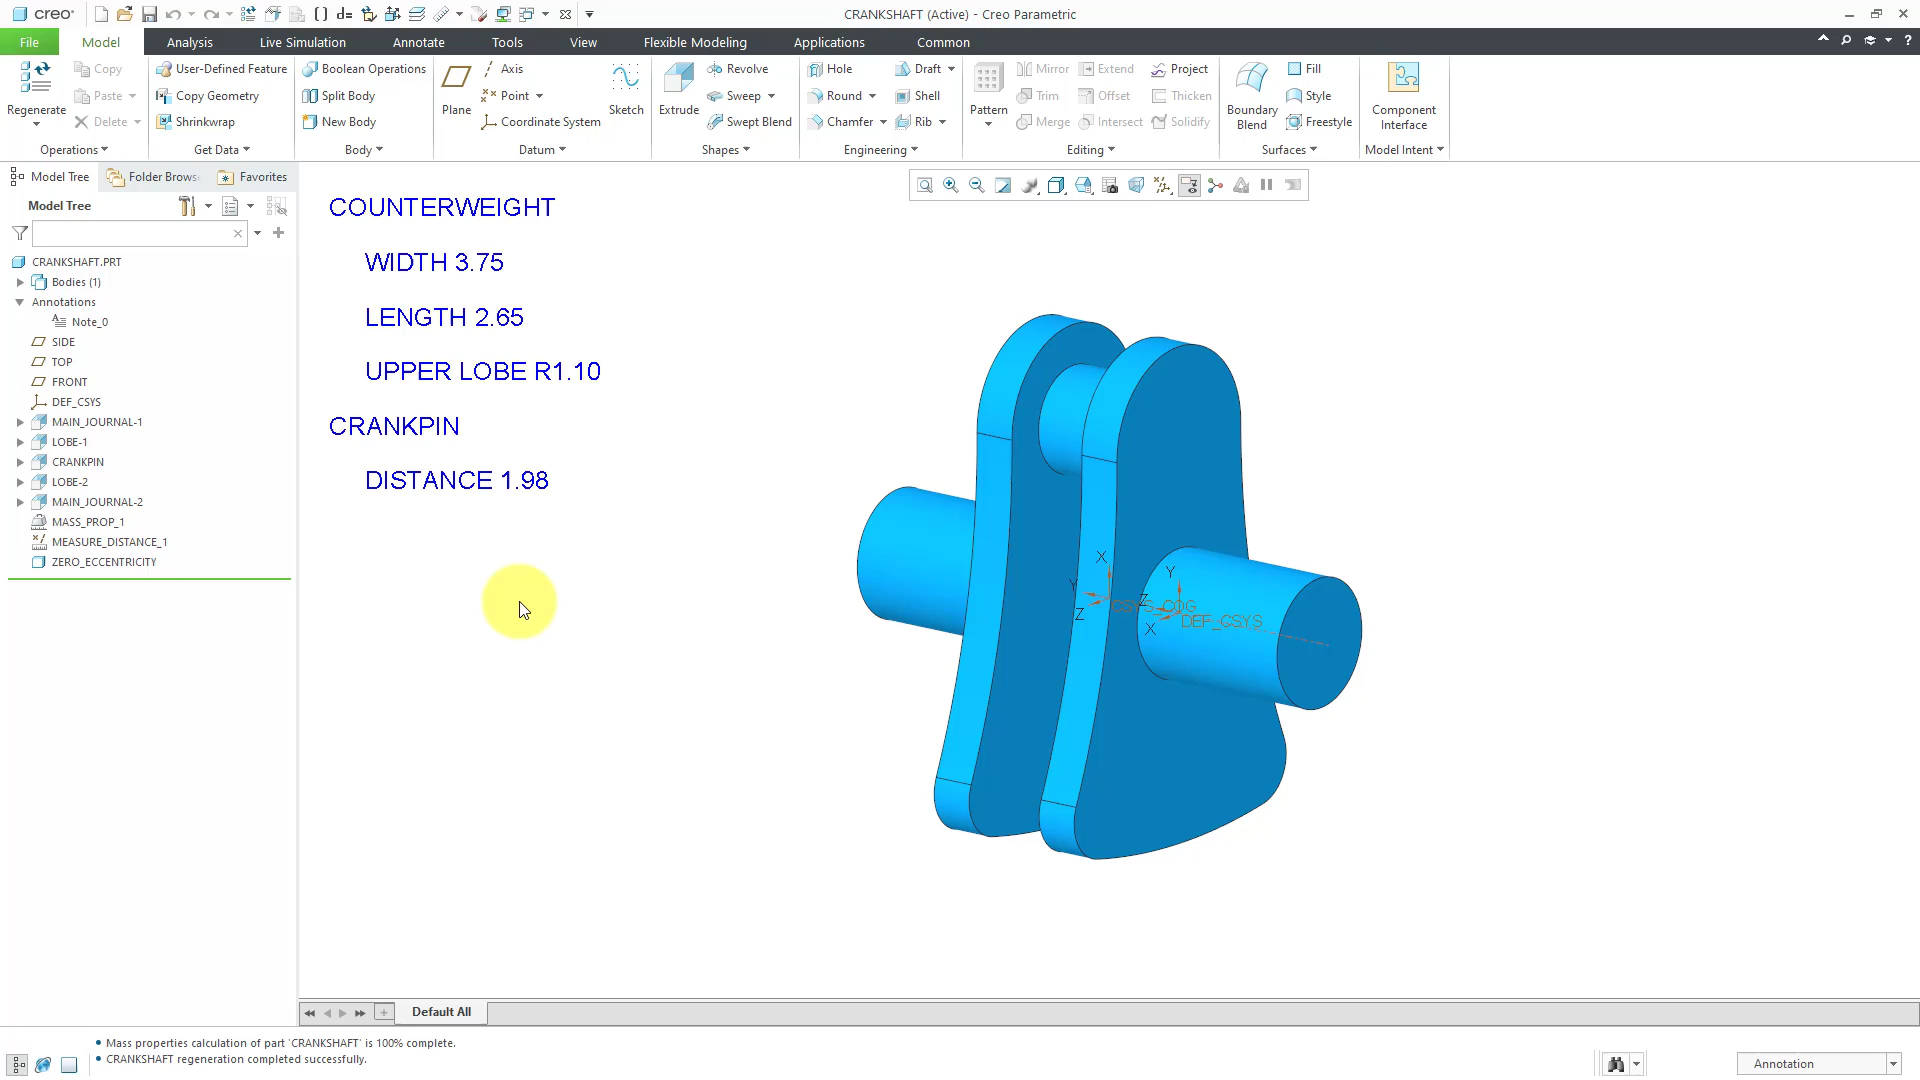 creo
CRANKSHAFT (Active) - Creo Parametric
File
Model
Analysis
Live Simulation
Annotate
Tools
View
Flexible Modeling
Applications
Common
Regenerate
Copy
Paste
Delete
Operations
User-Defined Feature
Copy Geometry
Shrinkwrap
Get Data
Boolean Operations
Split Body
New Body
Body
Plane
Axis
Point
Coordinate System
Sketch
Datum
Extrude
Revolve
Sweep
Swept Blend
Shapes
Hole
Round
Chamfer
Draft
Shell
Rib
Engineering
Pattern
Mirror
Trim
Merge
Extend
Offset
Intersect
Project
Thicken
Solidify
Editing
Boundary Blend
Fill
Style
Freestyle
Surfaces
Component Interface
Model Intent
Model Tree
Folder Brows
Favorites
Model Tree
CRANKSHAFT.PRT
Bodies (1)
Annotations
Note_0
SIDE
TOP
FRONT
DEF_CSYS
MAIN_JOURNAL-1
LOBE-1
CRANKPIN
LOBE-2
MAIN_JOURNAL-2
MASS_PROP_1
MEASURE_DISTANCE_1
ZERO_ECCENTRICITY
COUNTERWEIGHT
WIDTH 3.75
LENGTH 2.65
UPPER LOBE R1.10
CRANKPIN
DISTANCE 1.98
X
Y
Z
CSYS_COG
Y
Z
X
DEF_CSYS
Default All
Mass properties calculation of part 'CRANKSHAFT' is 100% complete.
CRANKSHAFT regeneration completed successfully.
Annotation